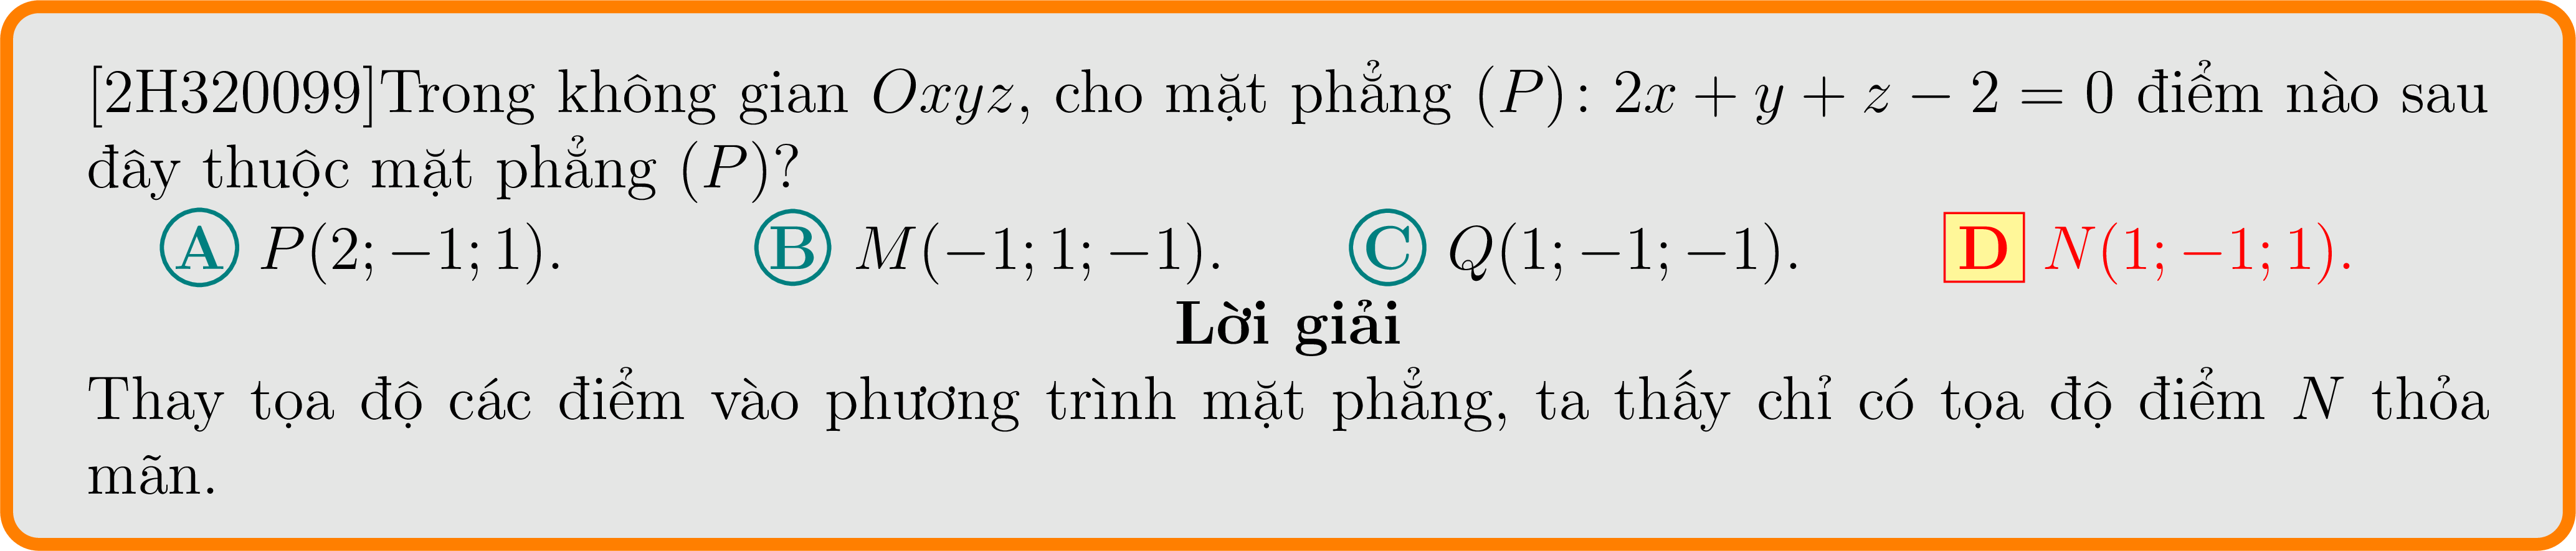 [2H320099]Trong không gian Oxyz, cho mặt phẳng (P): 2x + y + z − 2 = 0 điểm nào sau
đây thuộc mặt phẳng (P)?
A P(2; −1; 1). B M(−1; 1; −1). C Q(1; −1; −1). D N(1; −1; 1).
Lời giải
Thay tọa độ các điểm vào phương trình mặt phẳng, ta thấy chỉ có tọa độ điểm N thỏa
mãn.